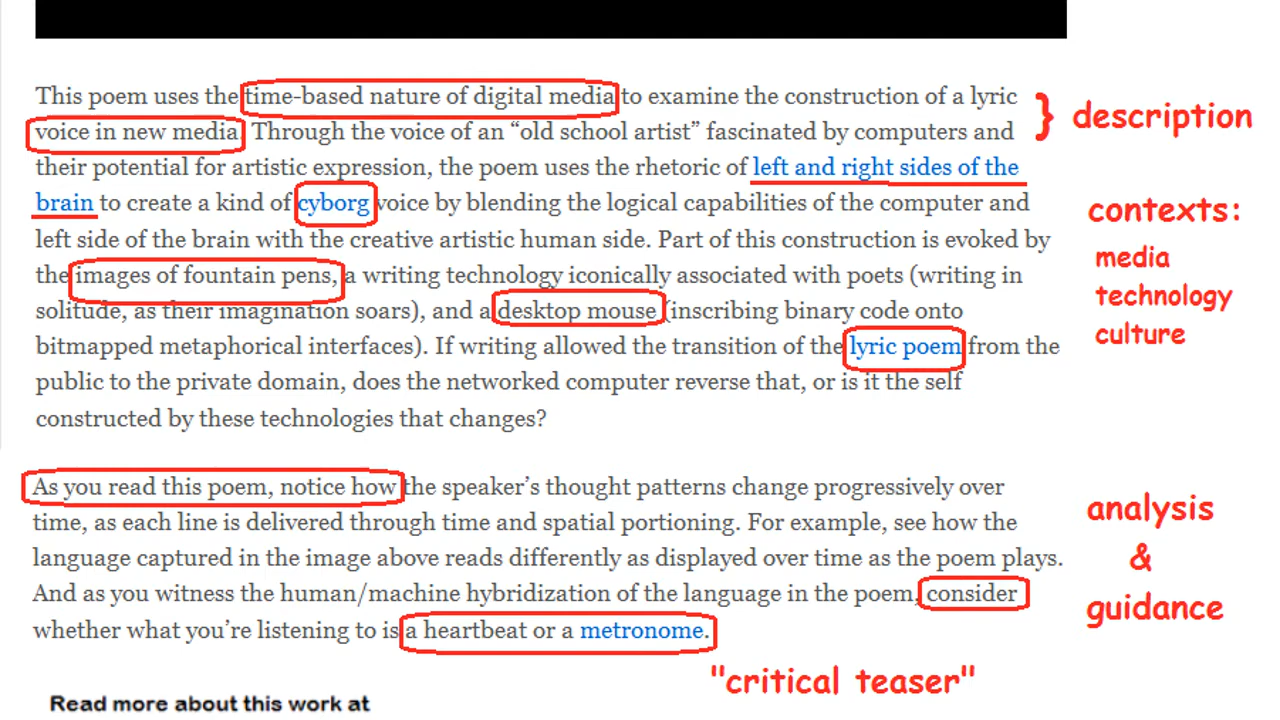 This poem uses the time-based nature of digital media to examine the construction of a lyric
voice in new media. Through the voice of an “old school artist” fascinated by computers and
their potential for artistic expression, the poem uses the rhetoric of left and right sides of the
brain to create a kind of cyborg voice by blending the logical capabilities of the computer and
left side of the brain with the creative artistic human side. Part of this construction is evoked by
the images of fountain pens, a writing technology iconically associated with poets (writing in
solitude, as their imagination soars), and a desktop mouse (inscribing binary code onto
bitmapped metaphorical interfaces). If writing allowed the transition of the lyric poem from the
public to the private domain, does the networked computer reverse that, or is it the self
constructed by these technologies that changes?
} description
contexts:
media
technology
culture
As you read this poem, notice how the speaker’s thought patterns change progressively over
time, as each line is delivered through time and spatial portioning. For example, see how the
language captured in the image above reads differently as displayed over time as the poem plays.
And as you witness the human/machine hybridization of the language in the poem, consider
whether what you’re listening to is a heartbeat or a metronome.
analysis
&
guidance
"critical teaser"
Read more about this work at